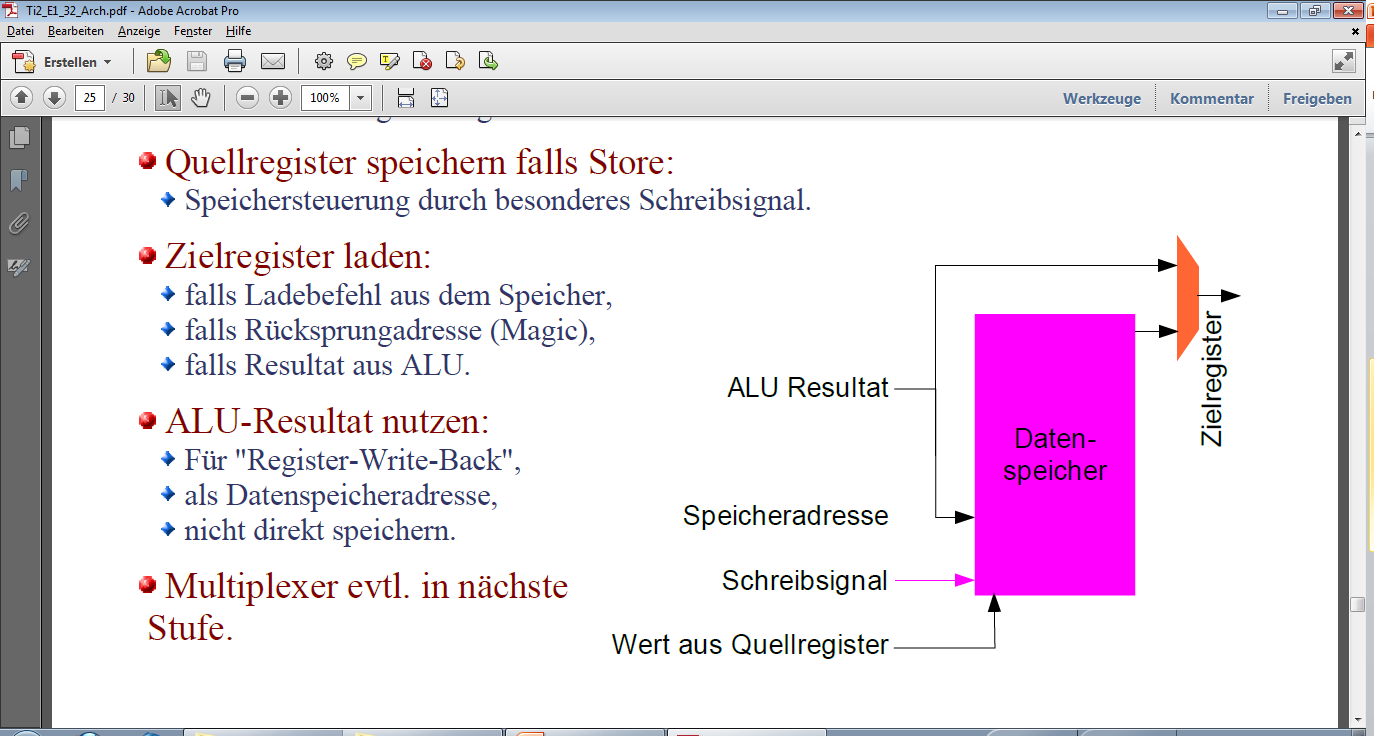 Ti2_E1_32_Arch.pdf - Adobe Acrobat Pro
Datei Bearbeiten Anzeige Fenster Hilfe
Erstellen
25 / 30 100% Werkzeuge Kommentar Freigeben
Quellregister speichern falls Store:
Speichersteuerung durch besonderes Schreibsignal.
Zielregister laden:
falls Ladebefehl aus dem Speicher,
falls Rücksprungadresse (Magic),
falls Resultat aus ALU.
ALU-Resultat nutzen:
Für "Register-Write-Back",
als Datenspeicheradresse,
nicht direkt speichern.
Multiplexer evtl. in nächste
Stufe.
ALU Resultat
Speicheradresse
Schreibsignal
Wert aus Quellregister
Daten-
speicher
Zielregister